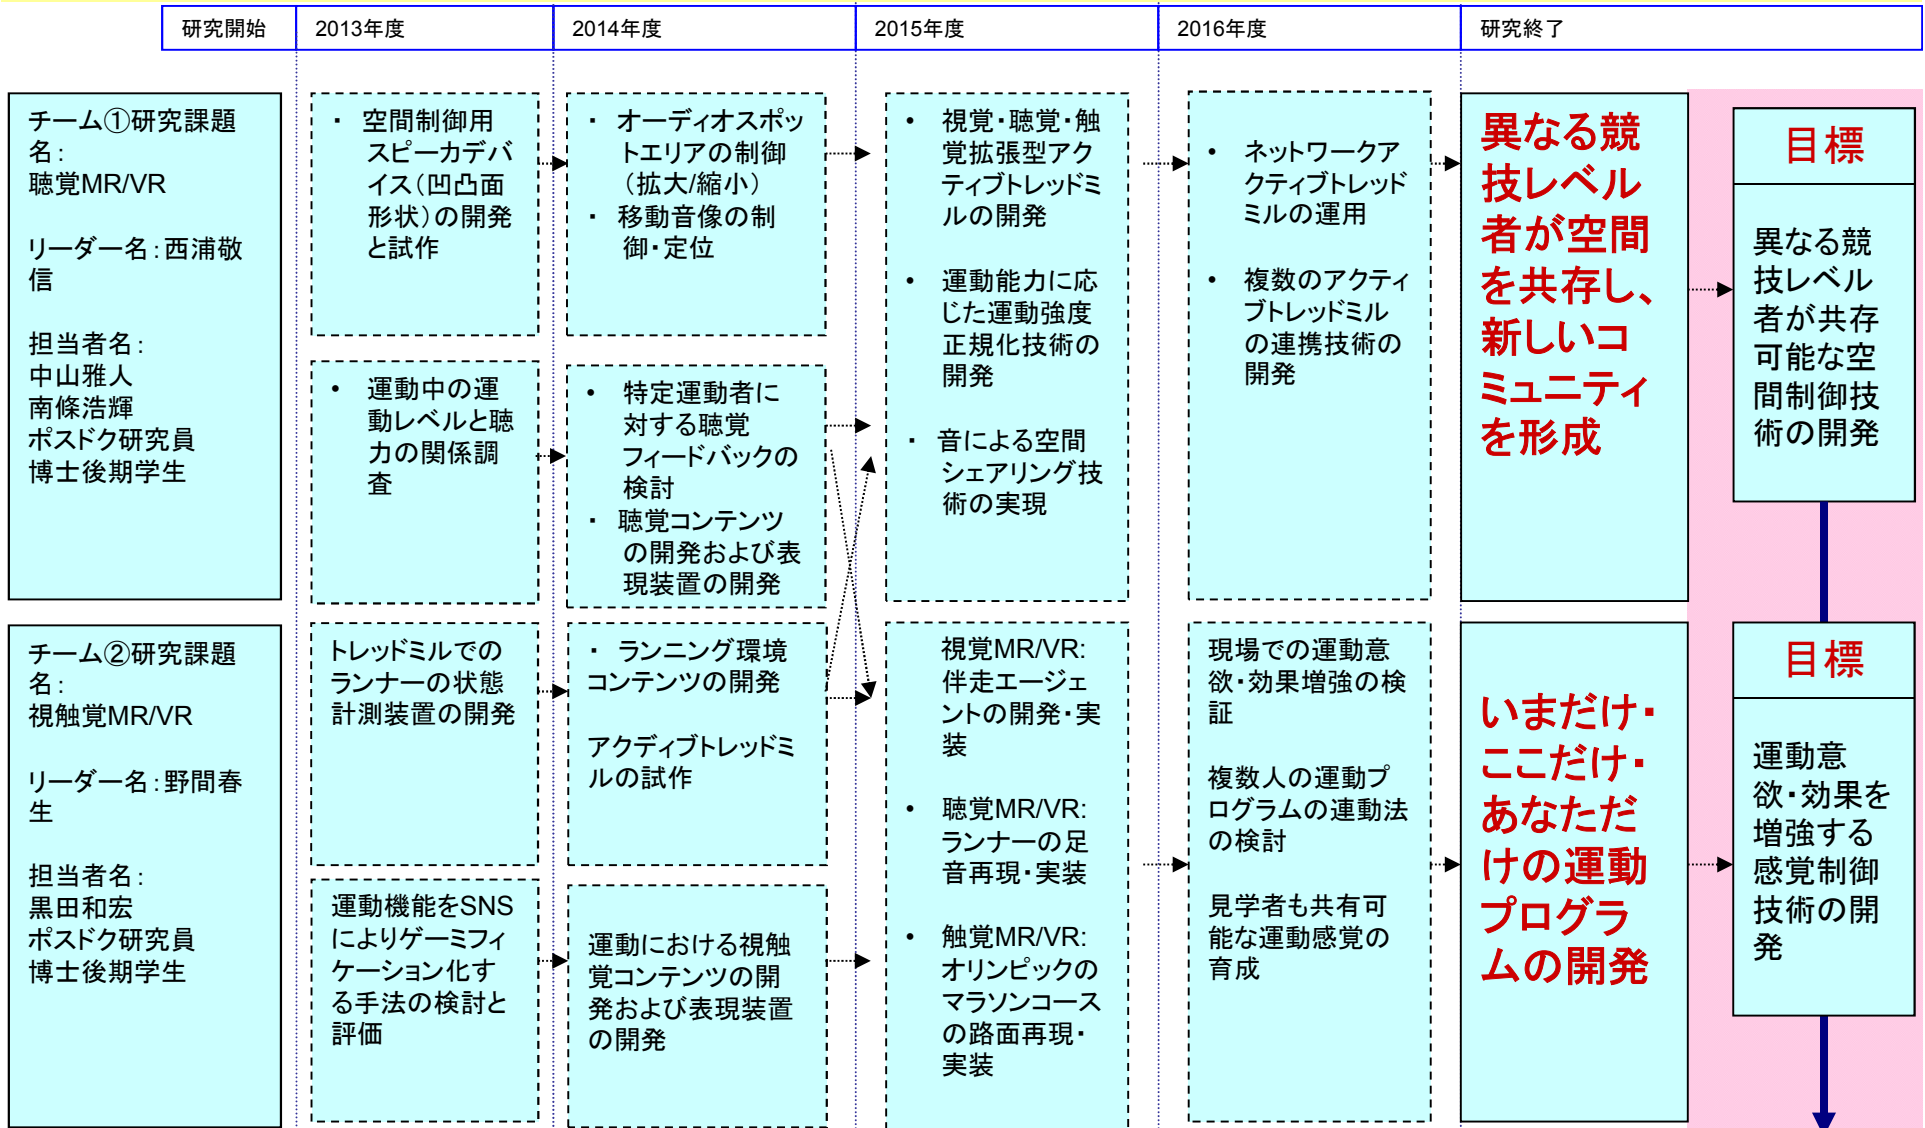 研究開始
2013年度
2014年度
2015年度
2016年度
研究終了
チーム①研究課題
名：
聴覚MR/VR
リーダー名：西浦敬
信
担当者名：
中山雅人
南條浩輝
ポスドク研究員
博士後期学生
・ 空間制御用
スピーカデバ
イス（凹凸面
形状）の開発
と試作
• 運動中の運
動レベルと聴
力の関係調
査
・ オーディオスポッ
トエリアの制御
（拡大/縮小）
・ 移動音像の制
御・定位
• 特定運動者に
対する聴覚
フィードバックの
検討
・ 聴覚コンテンツ
の開発および表
現装置の開発
• 視覚・聴覚・触
覚拡張型アク
ティブトレッドミ
ルの開発
• 運動能力に応
じた運動強度
正規化技術の
開発
・ 音による空間
シェアリング技
術の実現
• ネットワークア
クティブトレッド
ミルの運用
• 複数のアクティ
ブトレッドミル
の連携技術の
開発
異なる競
技レベル
者が空間
を共存し、
新しいコ
ミュニティ
を形成
目標
異なる競
技レベル
者が共存
可能な空
間制御技
術の開発
チーム②研究課題
名：
視触覚MR/VR
リーダー名：野間春
生
担当者名：
黒田和宏
ポスドク研究員
博士後期学生
トレッドミルでの
ランナーの状態
計測装置の開発
運動機能をSNS
によりゲーミフィ
ケーション化す
る手法の検討と
評価
・ ランニング環境
コンテンツの開発
アクディブトレッドミ
ルの試作
運動における視触
覚コンテンツの開
発および表現装置
の開発
視覚MR/VR:
伴走エージェ
ントの開発・実
装
• 聴覚MR/VR:
ランナーの足
音再現・実装
• 触覚MR/VR:
オリンピックの
マラソンコース
の路面再現・
実装
現場での運動意
欲・効果増強の検
証
複数人の運動プ
ログラムの連動法
の検討
見学者も共有可
能な運動感覚の
育成
いまだけ・
ここだけ・
あなただ
けの運動
プログラ
ムの開発
目標
運動意
欲・効果を
増強する
感覚制御
技術の開
発